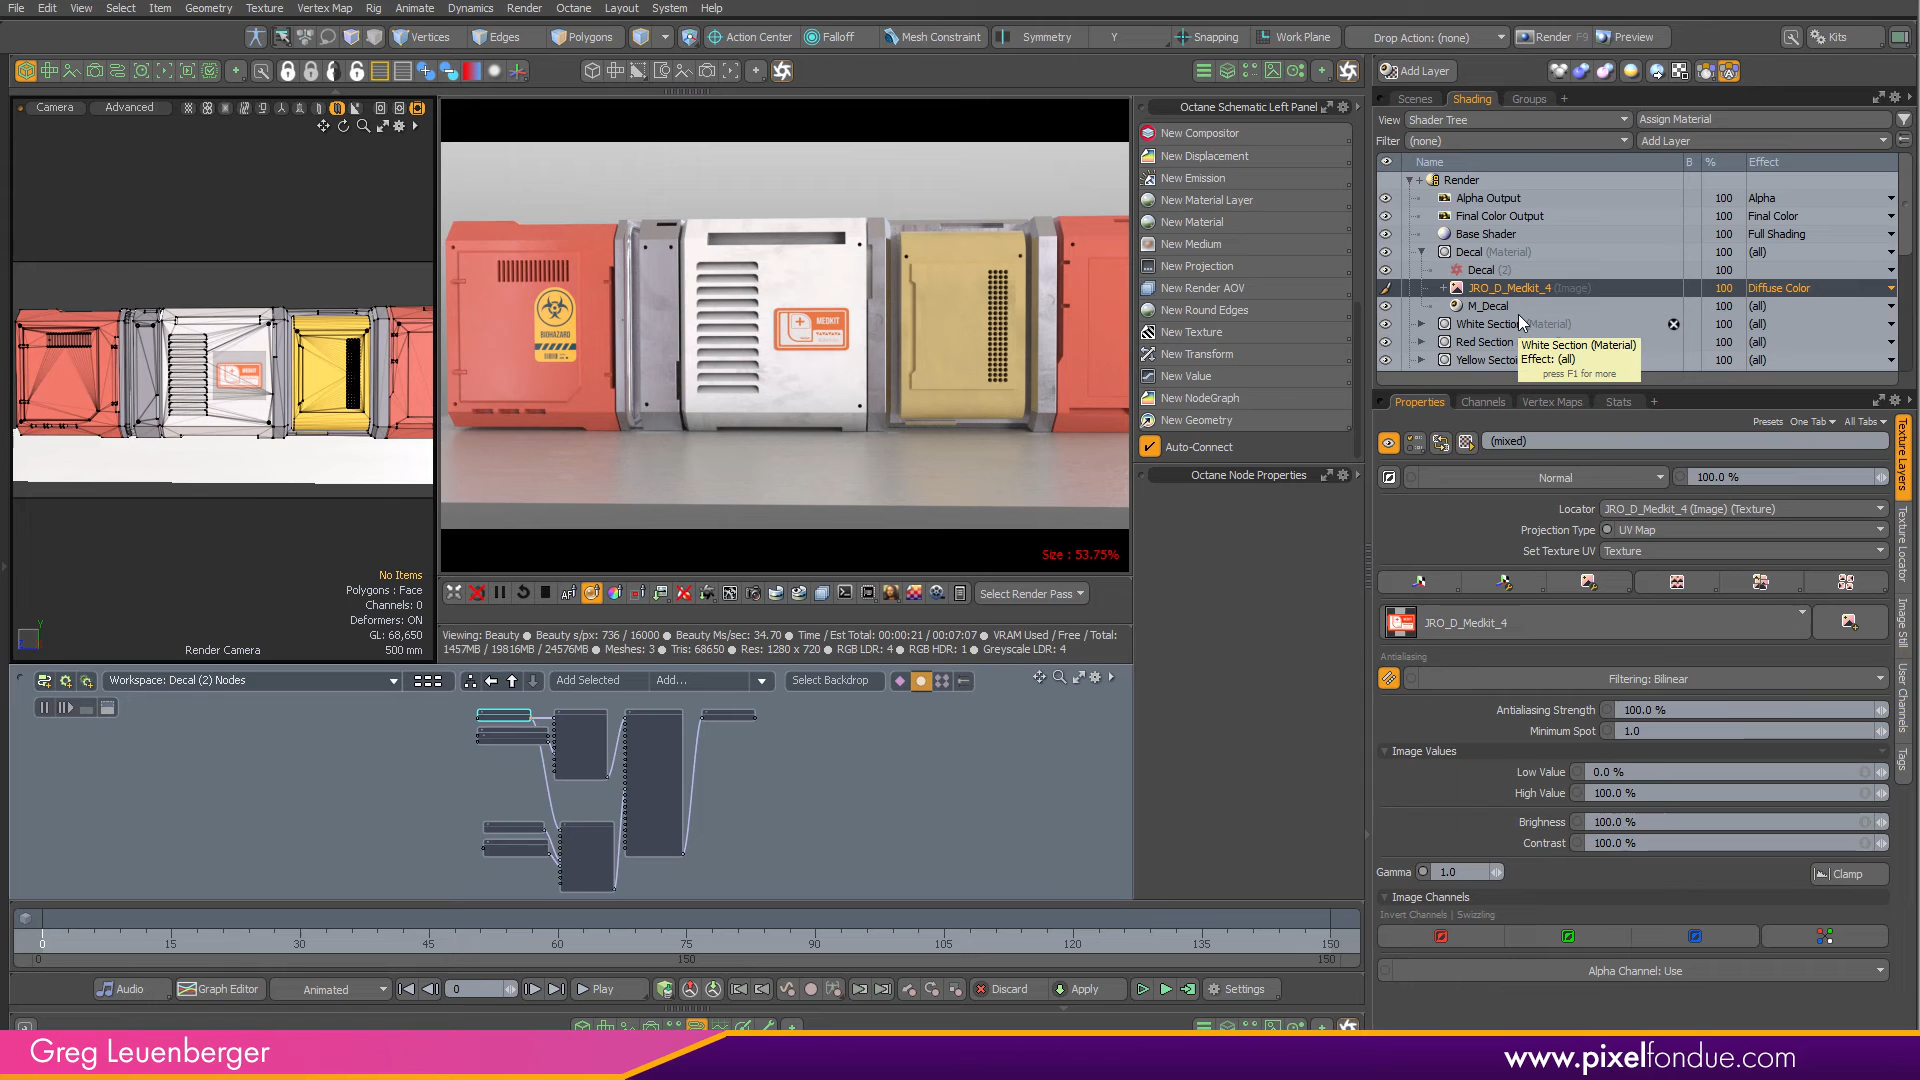 File Edit View Select Item Geometry Texture Vertex Map Rig Animate Dynamics Render Octane Layout System Help
Vertices Edges Polygons Action Center Falloff Mesh Constraint Symmetry Y Snapping Work Plane Drop Action: (none) Render F9 Preview Kits
Camera Advanced
No Items
Polygons : Face
Channels: 0
Deformers: ON
GL: 68,650
500 mm
Render Camera
BIOHAZARD
MEDKIT
Size : 53.75%
Select Render Pass
Viewing: Beauty Beauty s/px: 736 / 16000 Beauty Ms/sec: 34.70 Time / Est Total: 00:00:21 / 00:07:07 VRAM Used / Free / Total:
1457MB / 19816MB / 24576MB Meshes: 3 Tris: 68650 Res: 1280 x 720 RGB LDR: 4 RGB HDR: 1 Greyscale LDR: 4
Workspace: Decal (2) Nodes Add Selected Add... Select Backdrop
Octane Schematic Left Panel
New Compositor
New Displacement
New Emission
New Material Layer
New Material
New Medium
New Projection
New Render AOV
New Round Edges
New Texture
New Transform
New Value
New NodeGraph
New Geometry
Auto-Connect
Octane Node Properties
Add Layer
Scenes Shading Groups +
View Shader Tree Assign Material
Filter (none) Add Layer
Name B % Effect
Render
Alpha Output 100 Alpha
Final Color Output 100 Final Color
Base Shader 100 Full Shading
Decal (Material) 100 (all)
Decal (2) 100
JRO_D_Medkit_4 (Image) 100 Diffuse Color
M_Decal 100 (all)
White Section (Material) 100 (all)
Red Section 100 (all)
Yellow Sectoi 100 (all)
White Section (Material)
Effect: (all)
press F1 for more
Properties Channels Vertex Maps Stats +
Presets One Tab All Tabs
(mixed)
Normal 100.0 %
Locator JRO_D_Medkit_4 (Image) (Texture)
Projection Type UV Map
Set Texture UV Texture
JRO_D_Medkit_4
Antialiasing
Filtering: Bilinear
Antialiasing Strength 100.0 %
Minimum Spot 1.0
Image Values
Low Value 0.0 %
High Value 100.0 %
Brighness 100.0 %
Contrast 100.0 %
Gamma 1.0 Clamp
Image Channels
Invert Channels | Swizzling
Alpha Channel: Use
Texture Layers
Texture Locator
Image Still
User Channels
Tags
0 15 30 45 60 75 90 105 120 135 150
0 150 150
Audio Graph Editor Animated 0 Play Discard Apply Settings
Greg Leuenberger
www.pixelfondue.com